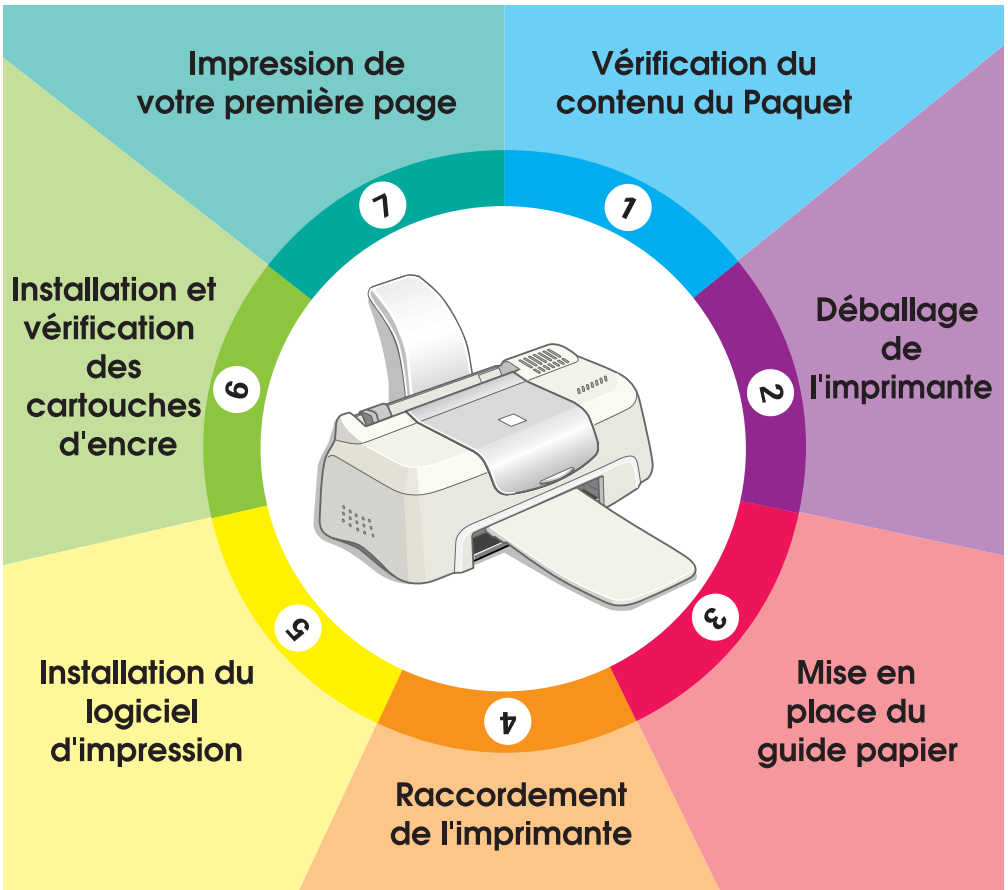 Vérification du
contenu du Paquet
1
Déballage
de
l'imprimante
2
Mise en
place du
guide papier
3
Raccordement
de l'imprimante
4
Installation du
logiciel
d'impression
5
Installation et
vérification
des
cartouches
d'encre
6
Impression de
votre première page
7